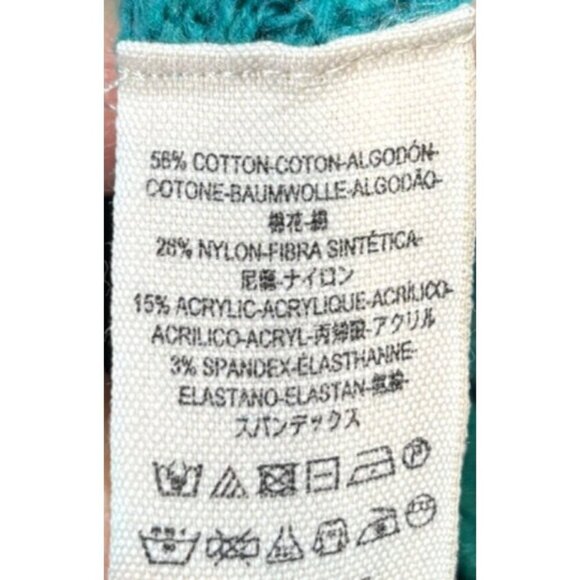 56% COTTON-COTON-ALGODÓN-
COTONE-BAUMWOLLE-ALGODÃO-
棉花-綿
26% NYLON-FIBRA SINTÉTICA-
尼龍-ナイロン
15% ACRYLIC-ACRYLIQUE-ACRÍLICO-
ACRILICO-ACRYL-丙烯酸-アクリル
3% SPANDEX-ÉLASTHANNE-
ELASTANO-ELASTAN-氨綸-
スパンデックス